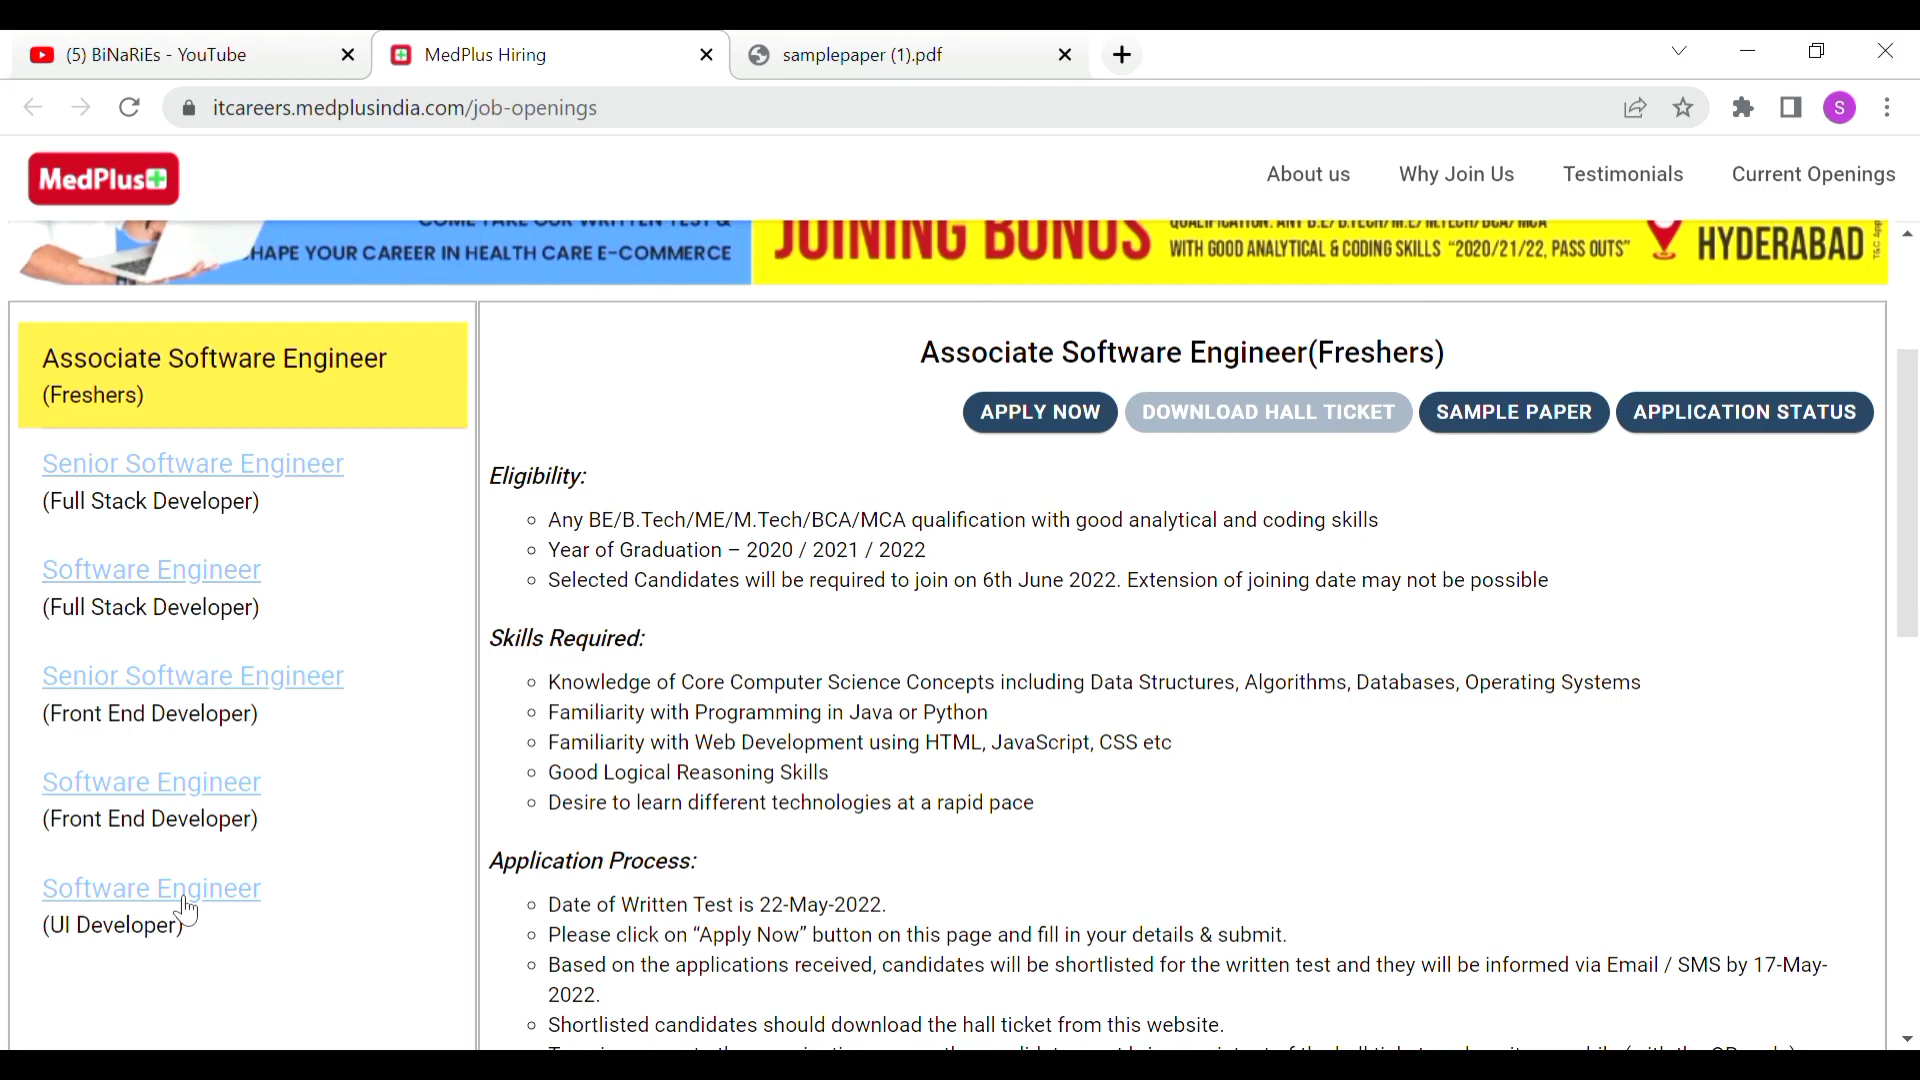 (5) BiNaRiEs - YouTube
MedPlus Hiring
samplepaper (1).pdf
itcareers.medplusindia.com/job-openings
S
MedPlus
About us
Why Join Us
Testimonials
Current Openings
COME TAKE OUR WRITTEN TEST &
SHAPE YOUR CAREER IN HEALTH CARE E-COMMERCE
JOINING BONUS
QUALIFICATION: ANY B.E/B.TECH/M.E/M.TECH/BCA/MCA
WITH GOOD ANALYTICAL & CODING SKILLS "2020/21/22, PASS OUTS"
HYDERABAD
T&C App
Associate Software Engineer
(Freshers)
Senior Software Engineer
(Full Stack Developer)
Software Engineer
(Full Stack Developer)
Senior Software Engineer
(Front End Developer)
Software Engineer
(Front End Developer)
Software Engineer
(UI Developer)
Associate Software Engineer(Freshers)
APPLY NOW
DOWNLOAD HALL TICKET
SAMPLE PAPER
APPLICATION STATUS
Eligibility:
Any BE/B.Tech/ME/M.Tech/BCA/MCA qualification with good analytical and coding skills
Year of Graduation – 2020 / 2021 / 2022
Selected Candidates will be required to join on 6th June 2022. Extension of joining date may not be possible
Skills Required:
Knowledge of Core Computer Science Concepts including Data Structures, Algorithms, Databases, Operating Systems
Familiarity with Programming in Java or Python
Familiarity with Web Development using HTML, JavaScript, CSS etc
Good Logical Reasoning Skills
Desire to learn different technologies at a rapid pace
Application Process:
Date of Written Test is 22-May-2022.
Please click on “Apply Now” button on this page and fill in your details & submit.
Based on the applications received, candidates will be shortlisted for the written test and they will be informed via Email / SMS by 17-May-
2022.
Shortlisted candidates should download the hall ticket from this website.